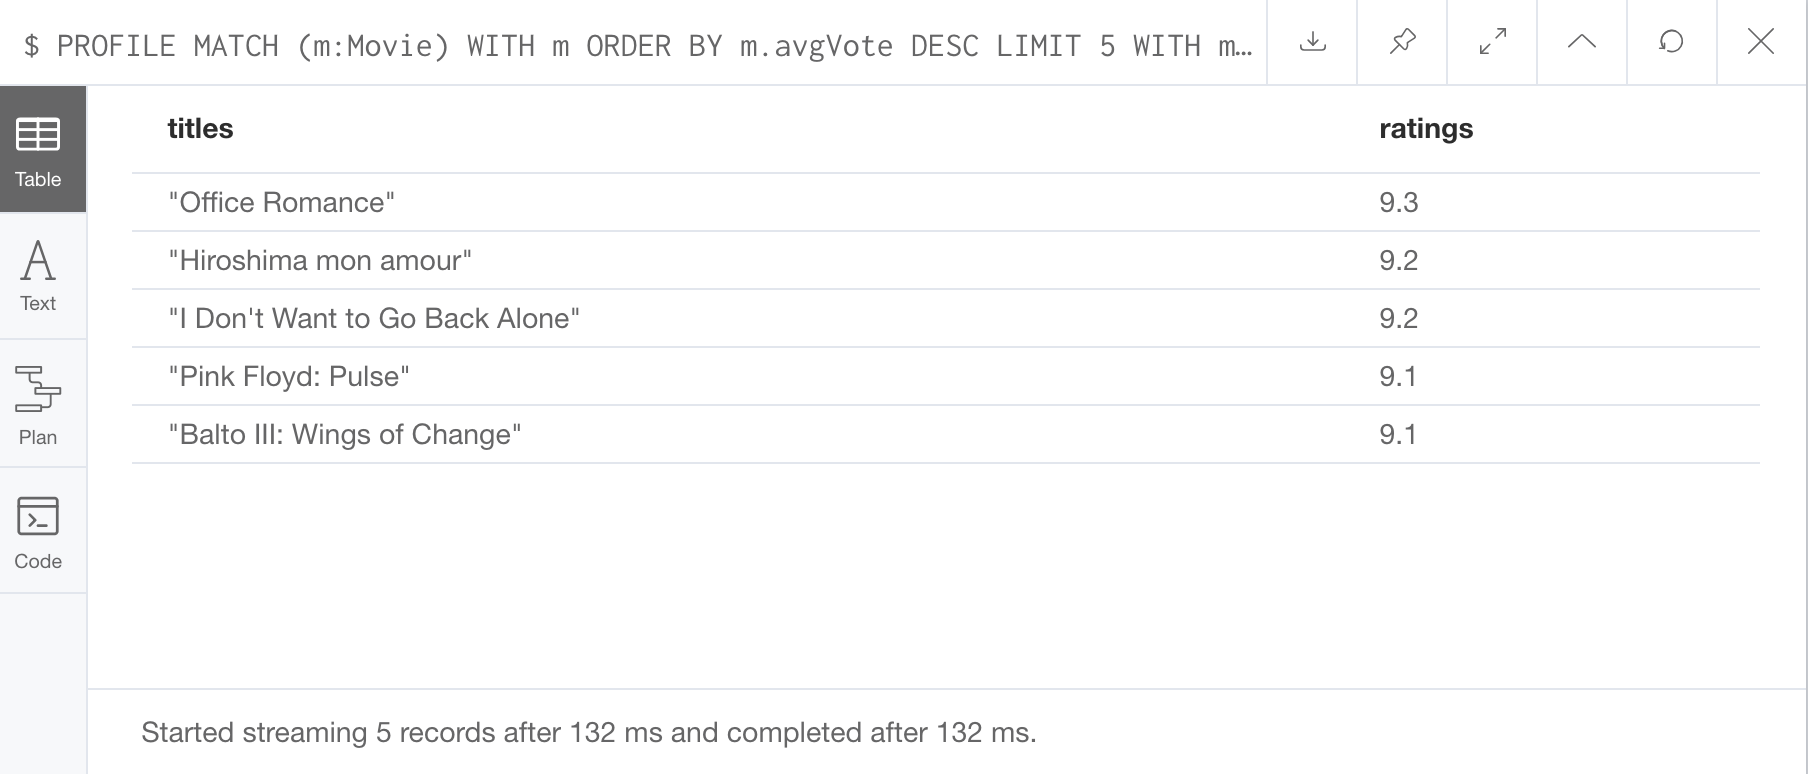 $ PROFILE MATCH (m:Movie) WITH m ORDER BY m.avgVote DESC LIMIT 5 WITH m…
Table
Text
Plan
Code
titles ratings
"Office Romance" 9.3
"Hiroshima mon amour" 9.2
"I Don't Want to Go Back Alone" 9.2
"Pink Floyd: Pulse" 9.1
"Balto III: Wings of Change" 9.1
Started streaming 5 records after 132 ms and completed after 132 ms.